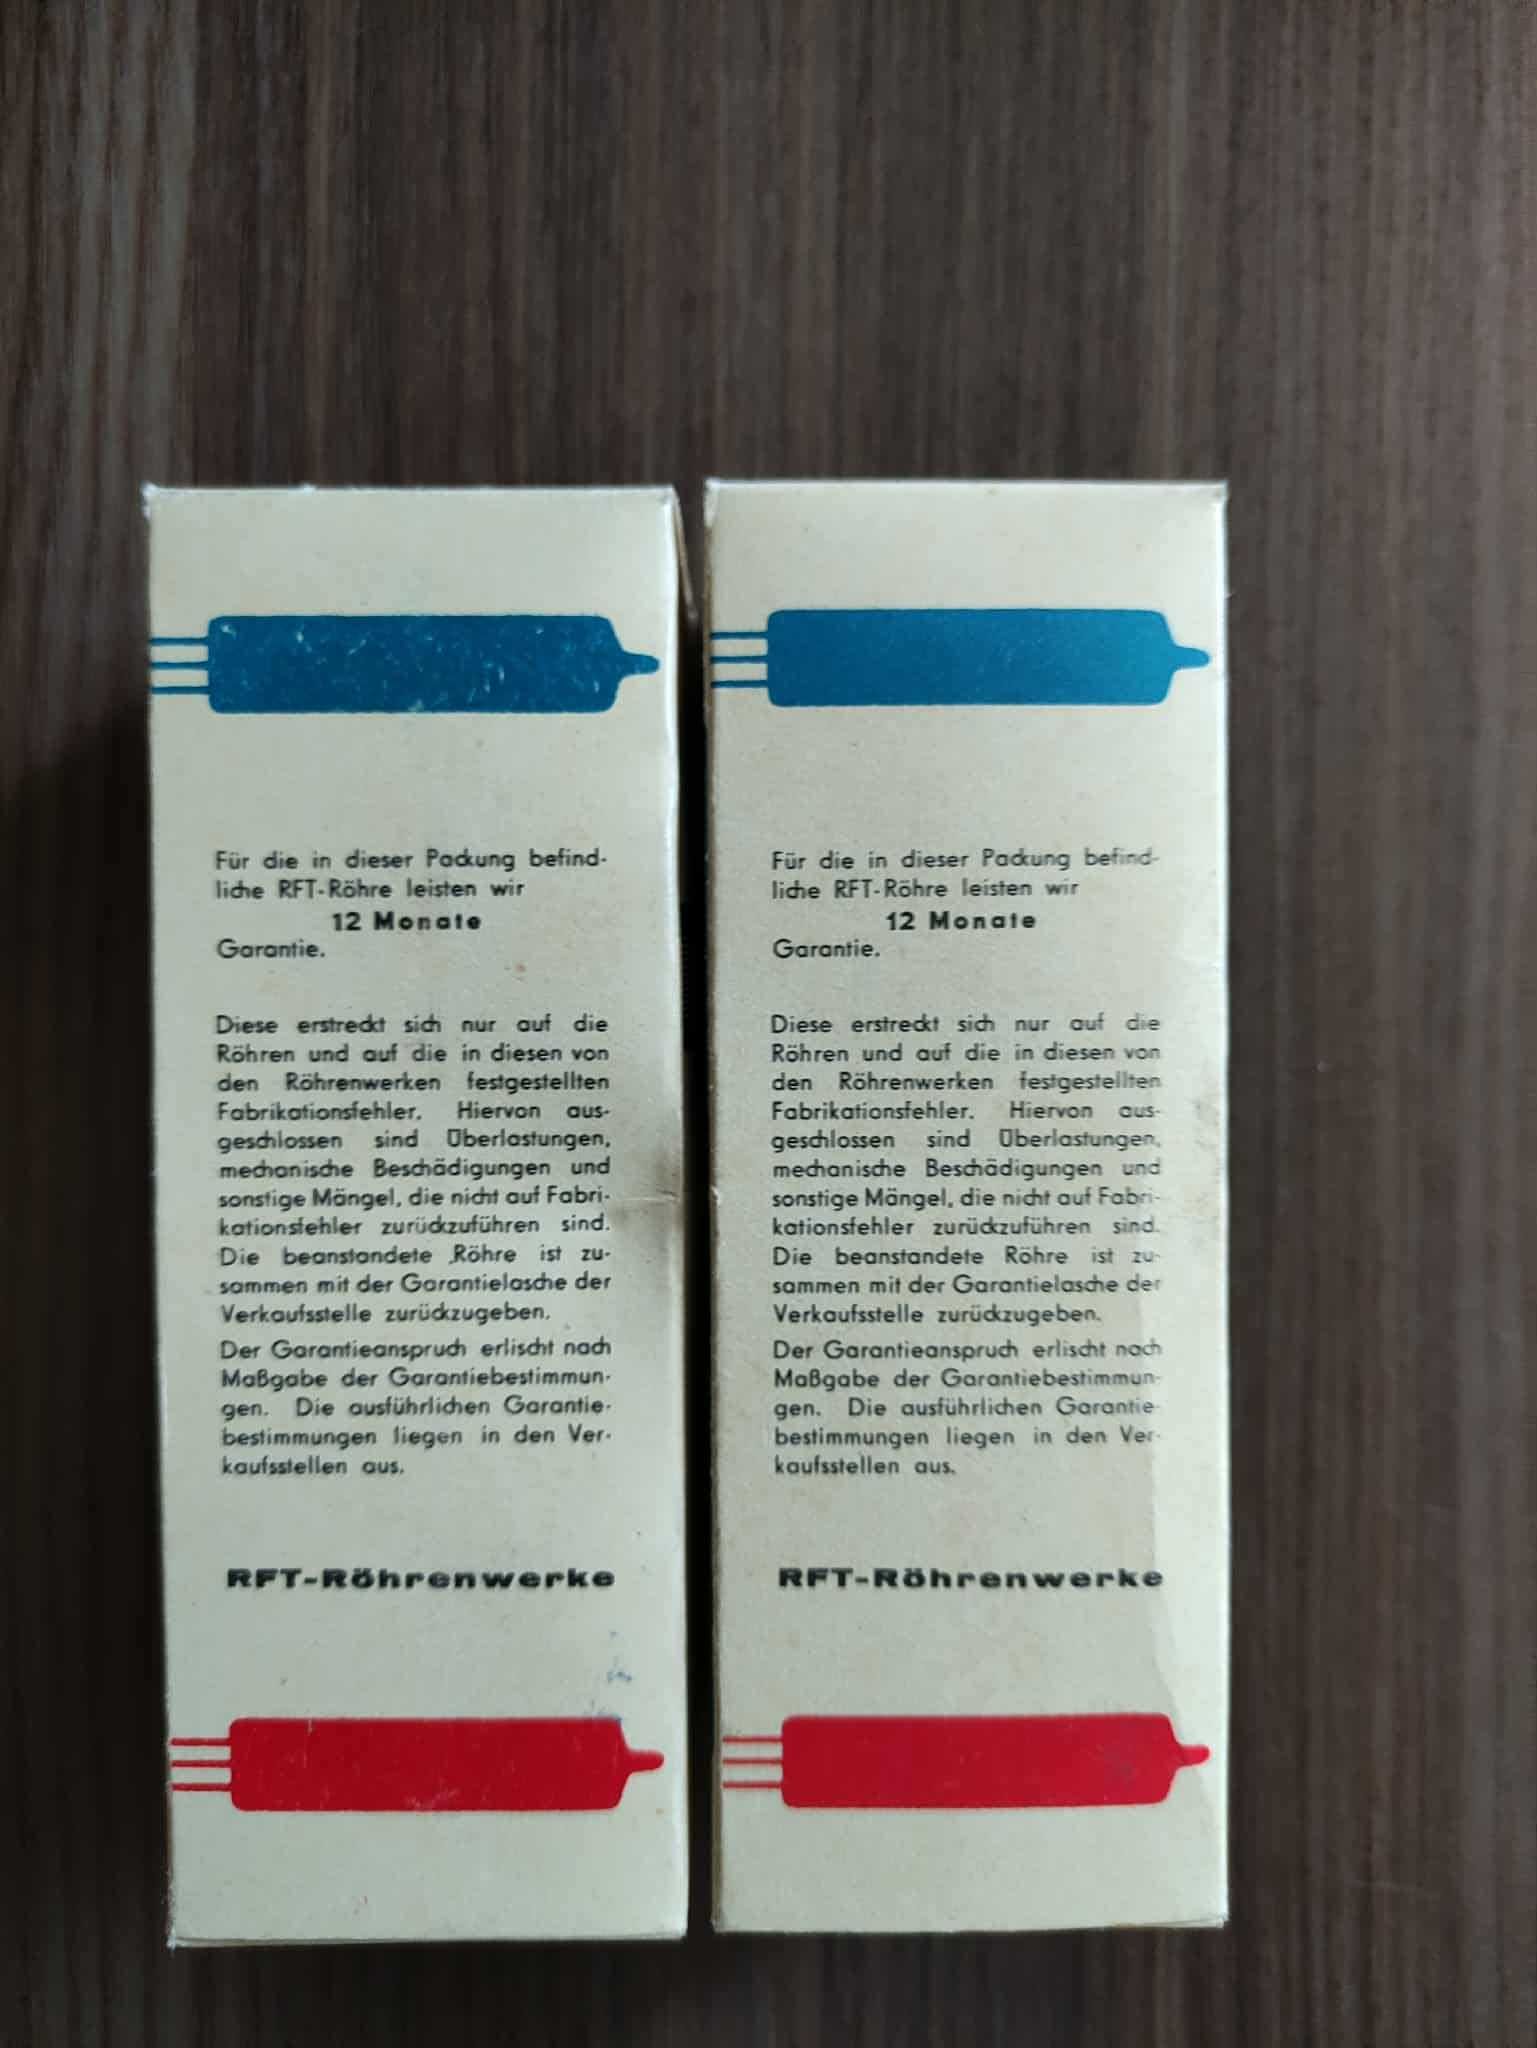 Für die in dieser Packung befind-
liche RFT-Röhre leisten wir
12 Monate
Garantie.
Diese erstreckt sich nur auf die
Röhren und auf die in diesen von
den Röhrenwerken festgestellten
Fabrikationsfehler. Hiervon aus-
geschlossen sind Überlastungen,
mechanische Beschädigungen und
sonstige Mängel, die nicht auf Fabri-
kationsfehler zurückzuführen sind.
Die beanstandete Röhre ist zu-
sammen mit der Garantielasche der
Verkaufsstelle zurückzugeben.
Der Garantieanspruch erlischt nach
Maßgabe der Garantiebestimmun-
gen. Die ausführlichen Garantie-
bestimmungen liegen in den Ver-
kaufsstellen aus.
RFT-Röhrenwerke
Für die in dieser Packung befind-
liche RFT-Röhre leisten wir
12 Monate
Garantie.
Diese erstreckt sich nur auf die
Röhren und auf die in diesen von
den Röhrenwerken festgestellten
Fabrikationsfehler. Hiervon aus-
geschlossen sind Überlastungen,
mechanische Beschädigungen und
sonstige Mängel, die nicht auf Fabri-
kationsfehler zurückzuführen sind.
Die beanstandete Röhre ist zu-
sammen mit der Garantielasche der
Verkaufsstelle zurückzugeben.
Der Garantieanspruch erlischt nach
Maßgabe der Garantiebestimmun-
gen. Die ausführlichen Garantie-
bestimmungen liegen in den Ver-
kaufsstellen aus.
RFT-Röhrenwerke